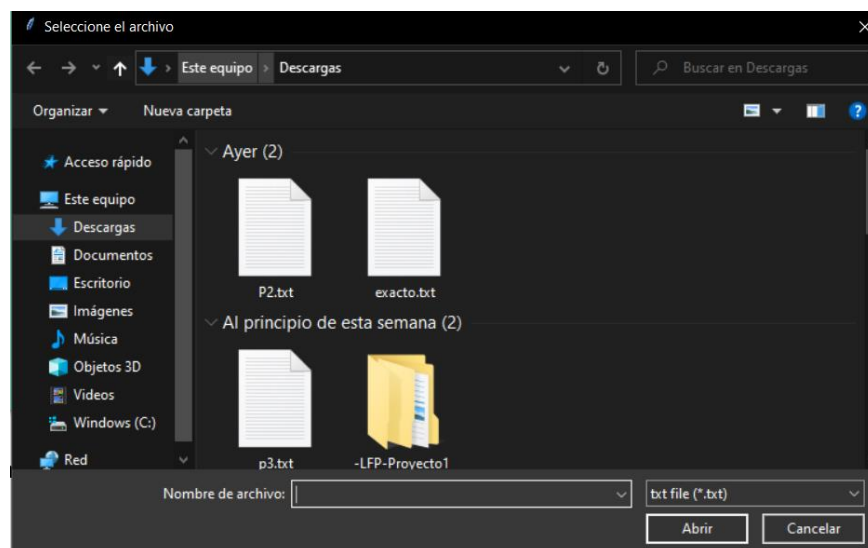 Seleccione el archivo
Este equipo > Descargas
Buscar en Descargas
Organizar
Nueva carpeta
Acceso rápido
Este equipo
Descargas
Documentos
Escritorio
Imágenes
Música
Objetos 3D
Videos
Windows (C:)
Red
Ayer (2)
P2.txt
exacto.txt
Al principio de esta semana (2)
p3.txt
-LFP-Proyecto1
Nombre de archivo:
txt file (*.txt)
Abrir
Cancelar